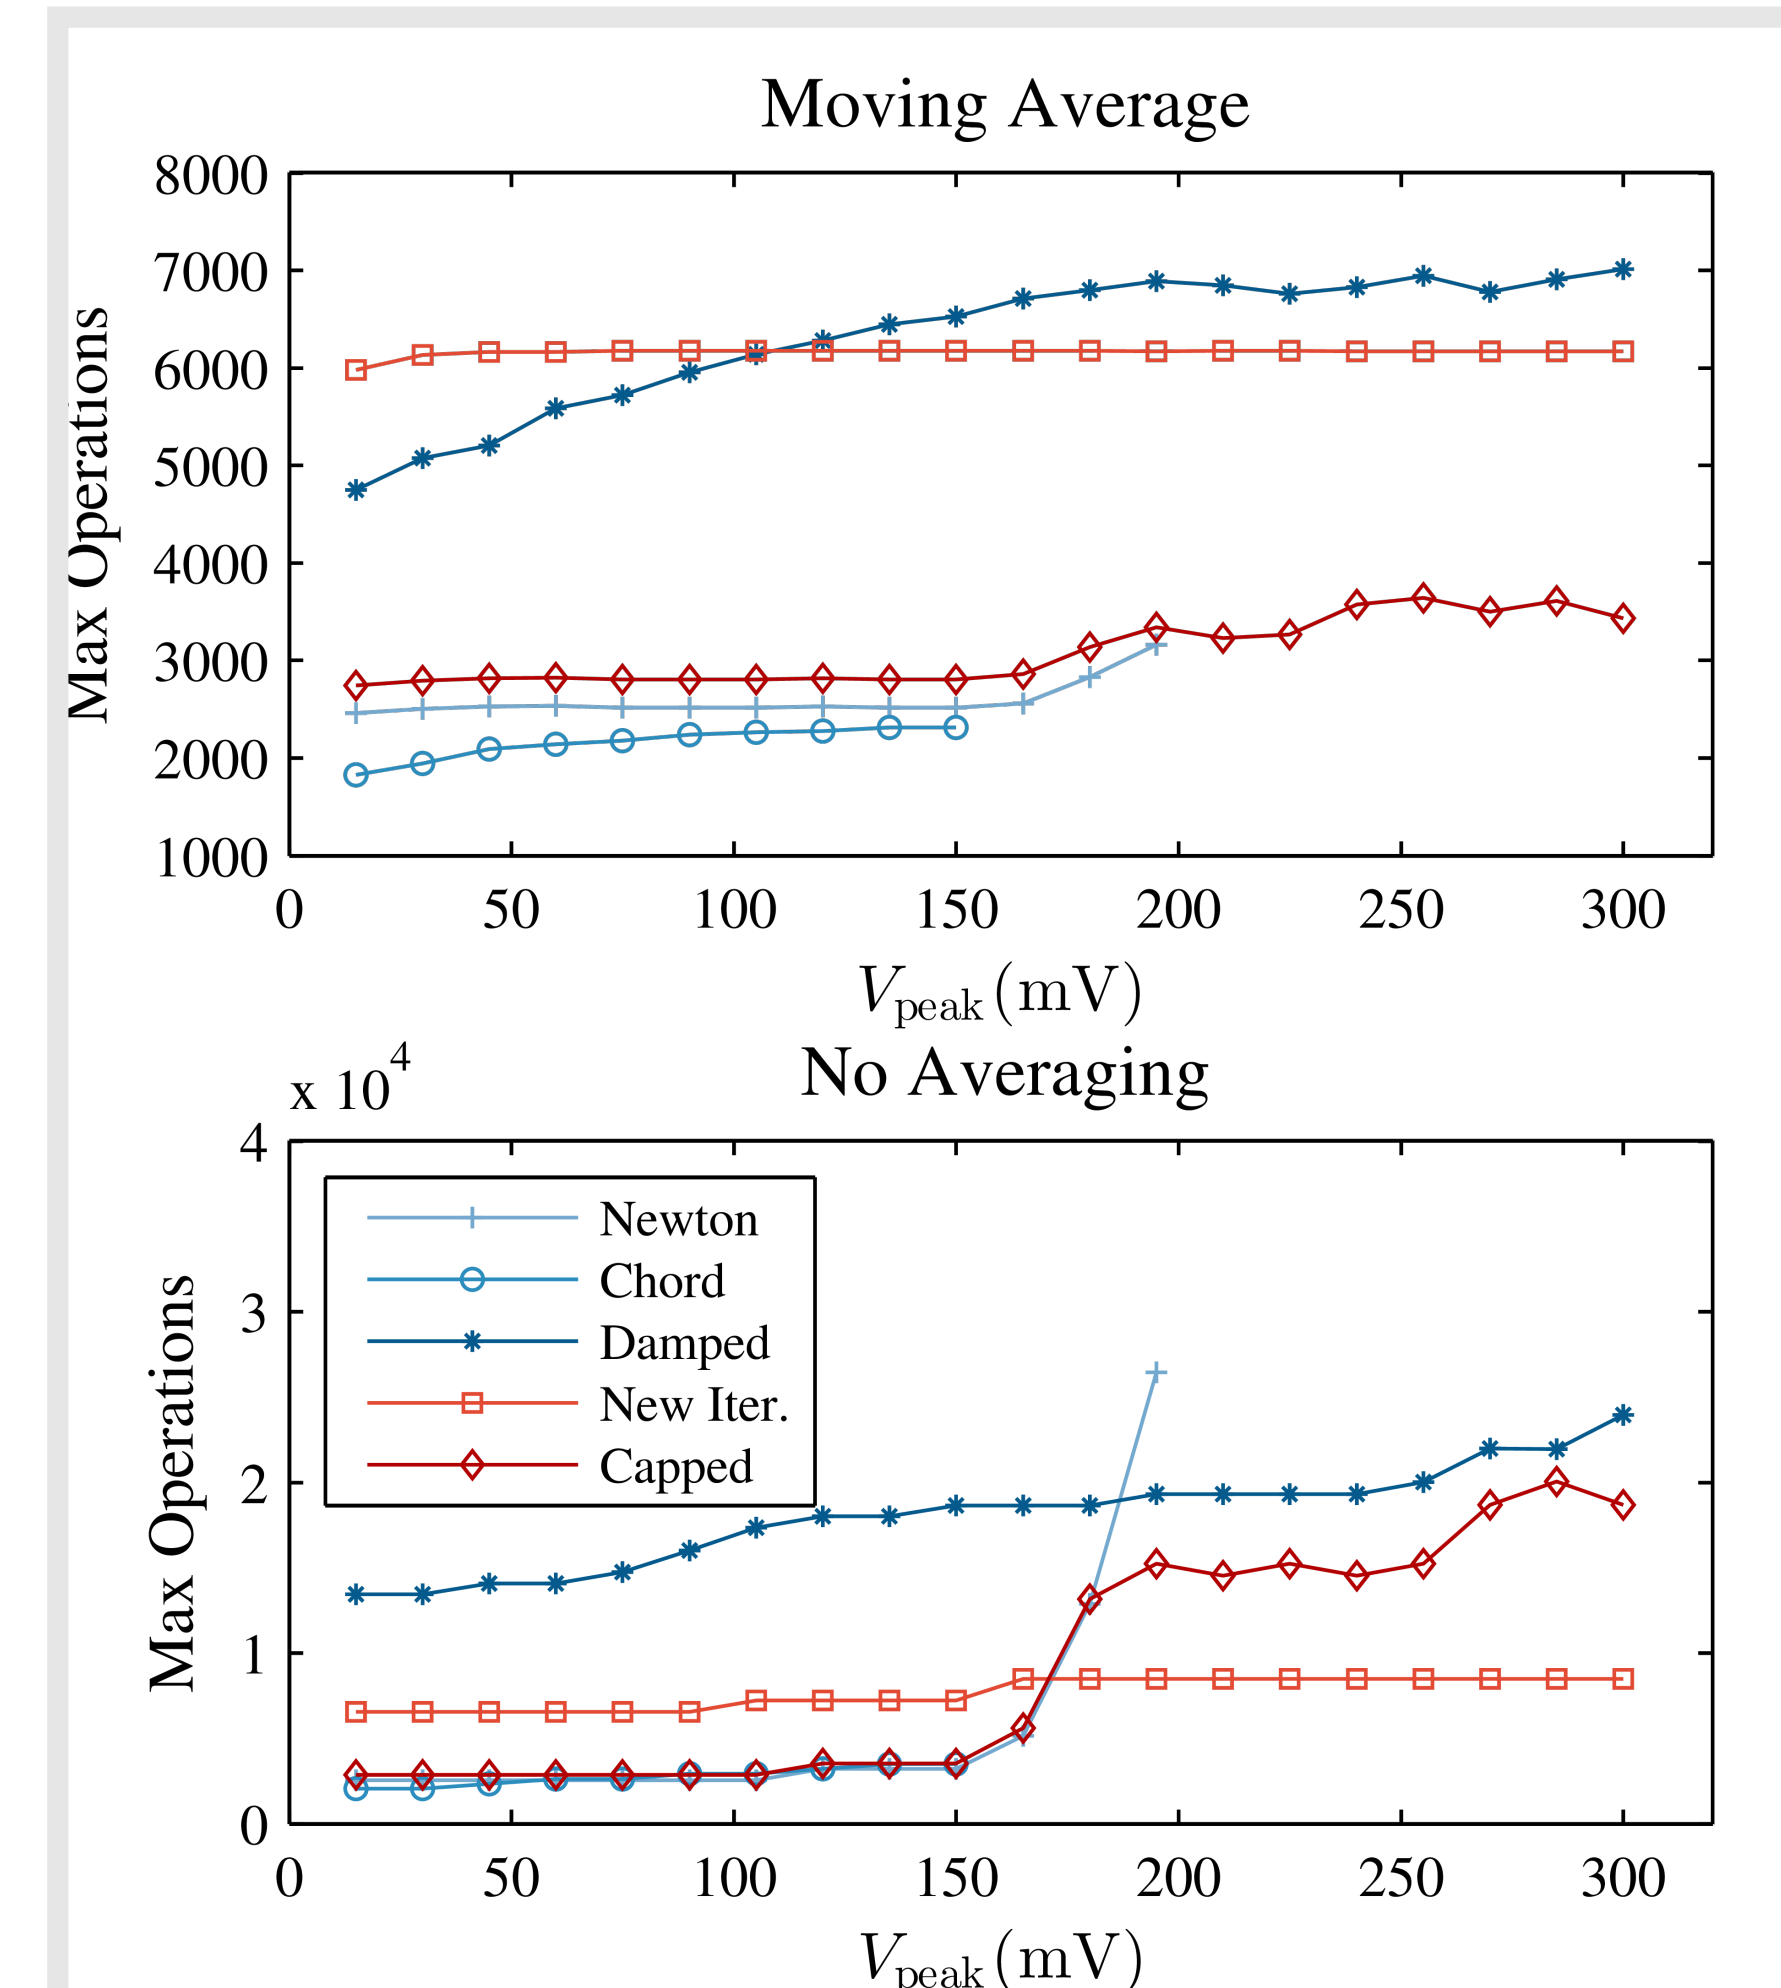 Moving Average
8000
7000
6000
5000
4000
3000
2000
1000
Max Operations
0 50 100 150 200 250 300
Vpeak (mV)
x 10^4
No Averaging
4
3
2
1
0
Max Operations
Newton
Chord
Damped
New Iter.
Capped
0 50 100 150 200 250 300
Vpeak (mV)